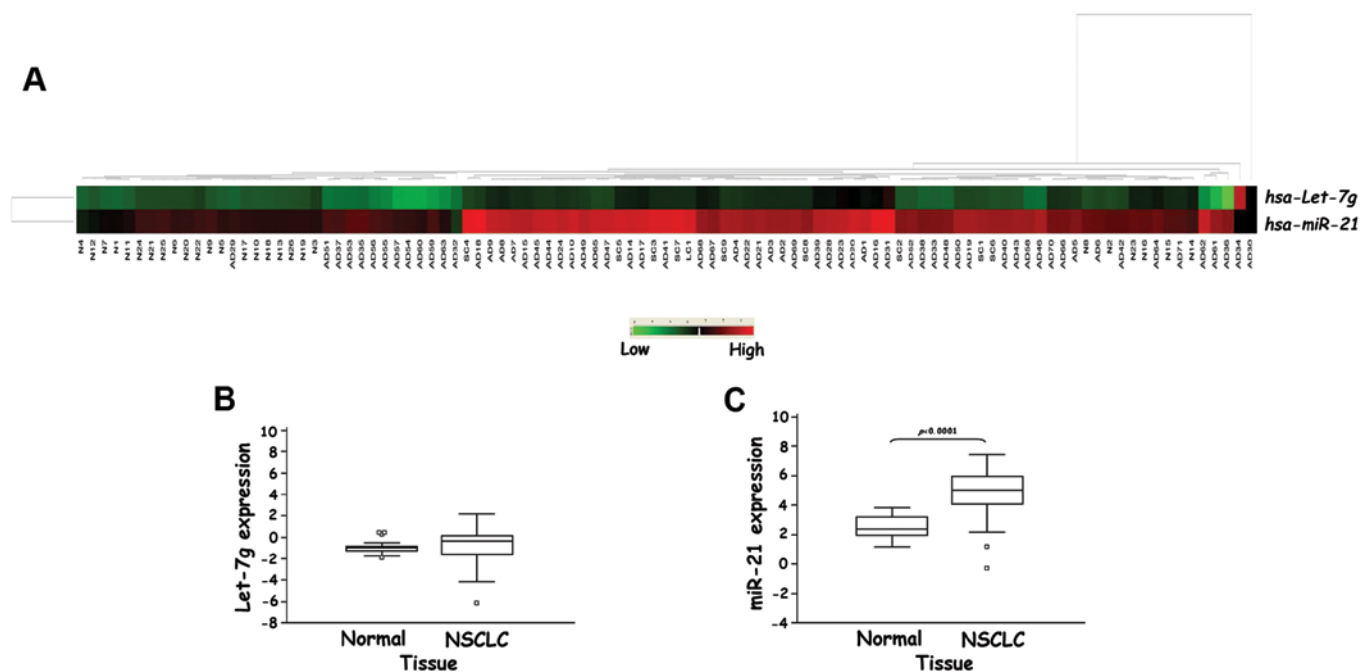 A
hsa-Let-7g
hsa-miR-21
N4 N12 N7 N1 N11 N24 N21 N25 N6 N20 N22 N9 N5 AD29 N17 N10 N18 N13 N26 N19 N3 AD51 AD37 AD53 AD35 AD56 AD55 AD57 AD54 AD60 AD59 AD63 AD32 SC4 AD18 AD9 AD8 AD7 AD15 AD45 AD44 AD24 AD10 AD49 AD65 AD47 SC5 AD14 AD17 SC3 AD41 SC7 LC1 AD68 AD67 SC9 AD4 AD22 AD21 AD3 AD2 AD69 SC8 AD39 AD28 AD23 AD20 AD1 AD16 AD31 SC2 AD52 AD38 AD33 AD48 AD50 AD19 SC1 SC6 AD40 AD43 AD58 AD46 AD70 AD66 AD5 N8 AD6 N2 AD42 N23 N16 AD64 N15 AD71 N14 AD62 AD61 AD36 AD34 AD30
Low High
B
Let-7g expression
10
8
6
4
2
0
-2
-4
-6
-8
Normal NSCLC
Tissue
C
miR-21 expression
10
8
6
4
2
0
-2
-4
p<0.0001
Normal NSCLC
Tissue